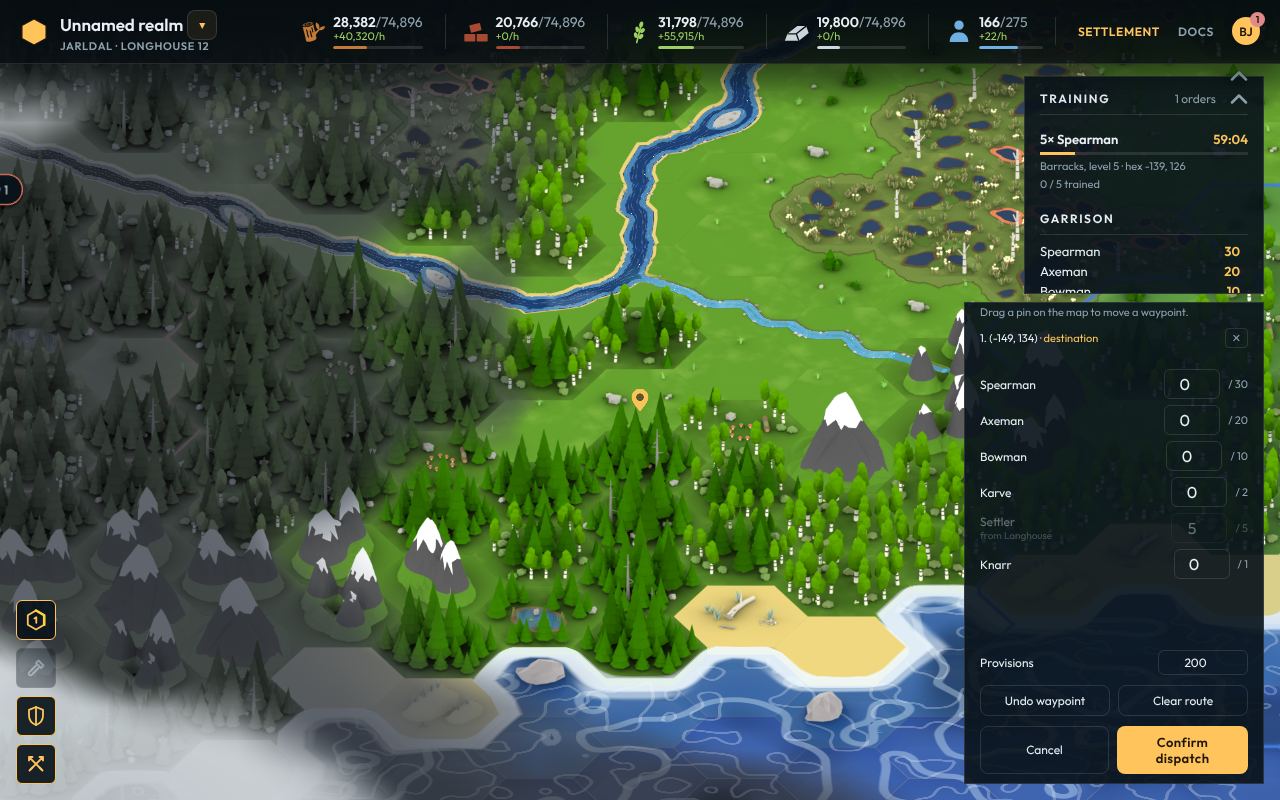 Unnamed realm
JARLDAL · LONGHOUSE 12
28,382/74,896
+40,320/h
20,766/74,896
+0/h
31,798/74,896
+55,915/h
19,800/74,896
+0/h
166/275
+22/h
SETTLEMENT
DOCS
BJ
1
1
TRAINING
1 orders
5× Spearman
59:04
Barracks, level 5 · hex -139, 126
0 / 5 trained
GARRISON
Spearman 30
Axeman 20
Bowman 10
Drag a pin on the map to move a waypoint.
1. (-149, 134) · destination
Spearman 0 / 30
Axeman 0 / 20
Bowman 0 / 10
Karve 0 / 2
Settler 5 / 5
from Longhouse
Knarr 0 / 1
1
Provisions 200
Undo waypoint
Clear route
Cancel
Confirm
dispatch